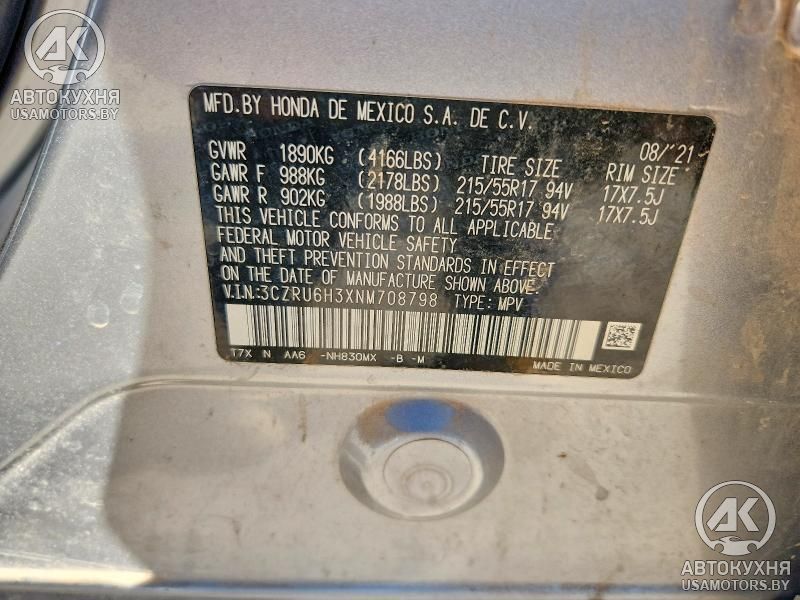 АК
АВТОКУХНЯ
USAMOTORS.BY
MFD. BY HONDA DE MEXICO S.A. DE C.V.
08/'21
GVWR 1890KG (4166LBS) TIRE SIZE RIM SIZE
GAWR F 988KG (2178LBS) 215/55R17 94V 17X7.5J
GAWR R 902KG (1988LBS) 215/55R17 94V 17X7.5J
THIS VEHICLE CONFORMS TO ALL APPLICABLE
FEDERAL MOTOR VEHICLE SAFETY
AND THEFT PREVENTION STANDARDS IN EFFECT
ON THE DATE OF MANUFACTURE SHOWN ABOVE.
V.I.N:3CZRU6H3XNM708798 TYPE: MPV
T7X N AA6 -NH830MX -B -M
MADE IN MEXICO
АК
АВТОКУХНЯ
USAMOTORS.BY